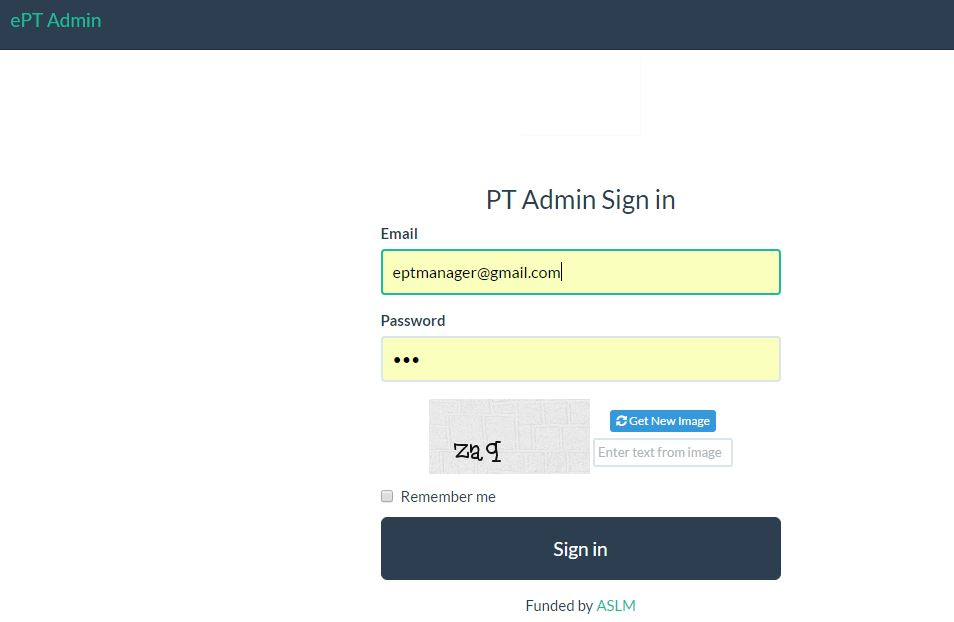 ePT Admin
PT Admin Sign in
Email
eptmanager@gmail.com
Password
•••
Get New Image
zaq
Enter text from image
Remember me
Sign in
Funded by ASLM